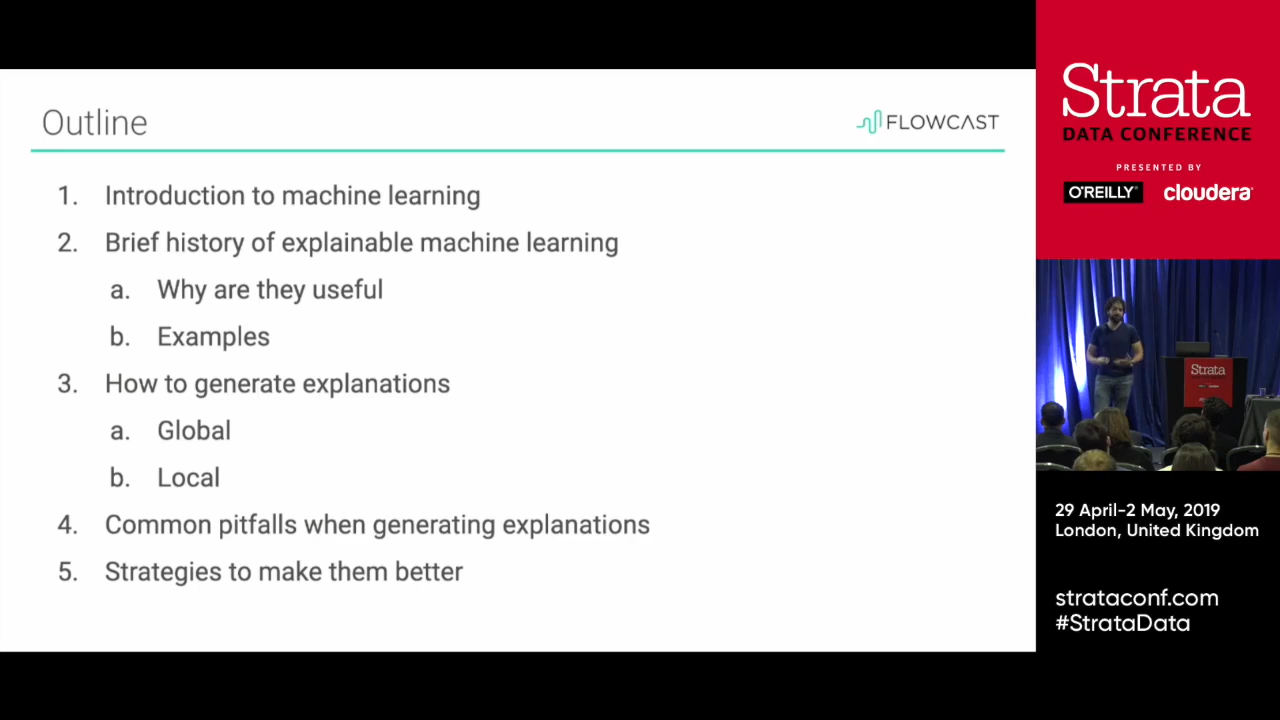 Outline
FLOWCAST
1. Introduction to machine learning
2. Brief history of explainable machine learning
a. Why are they useful
b. Examples
3. How to generate explanations
a. Global
b. Local
4. Common pitfalls when generating explanations
5. Strategies to make them better
Strata
DATA CONFERENCE
PRESENTED BY
O'REILLY® cloudera®
Strata
29 April-2 May, 2019
London, United Kingdom
strataconf.com
#StrataData